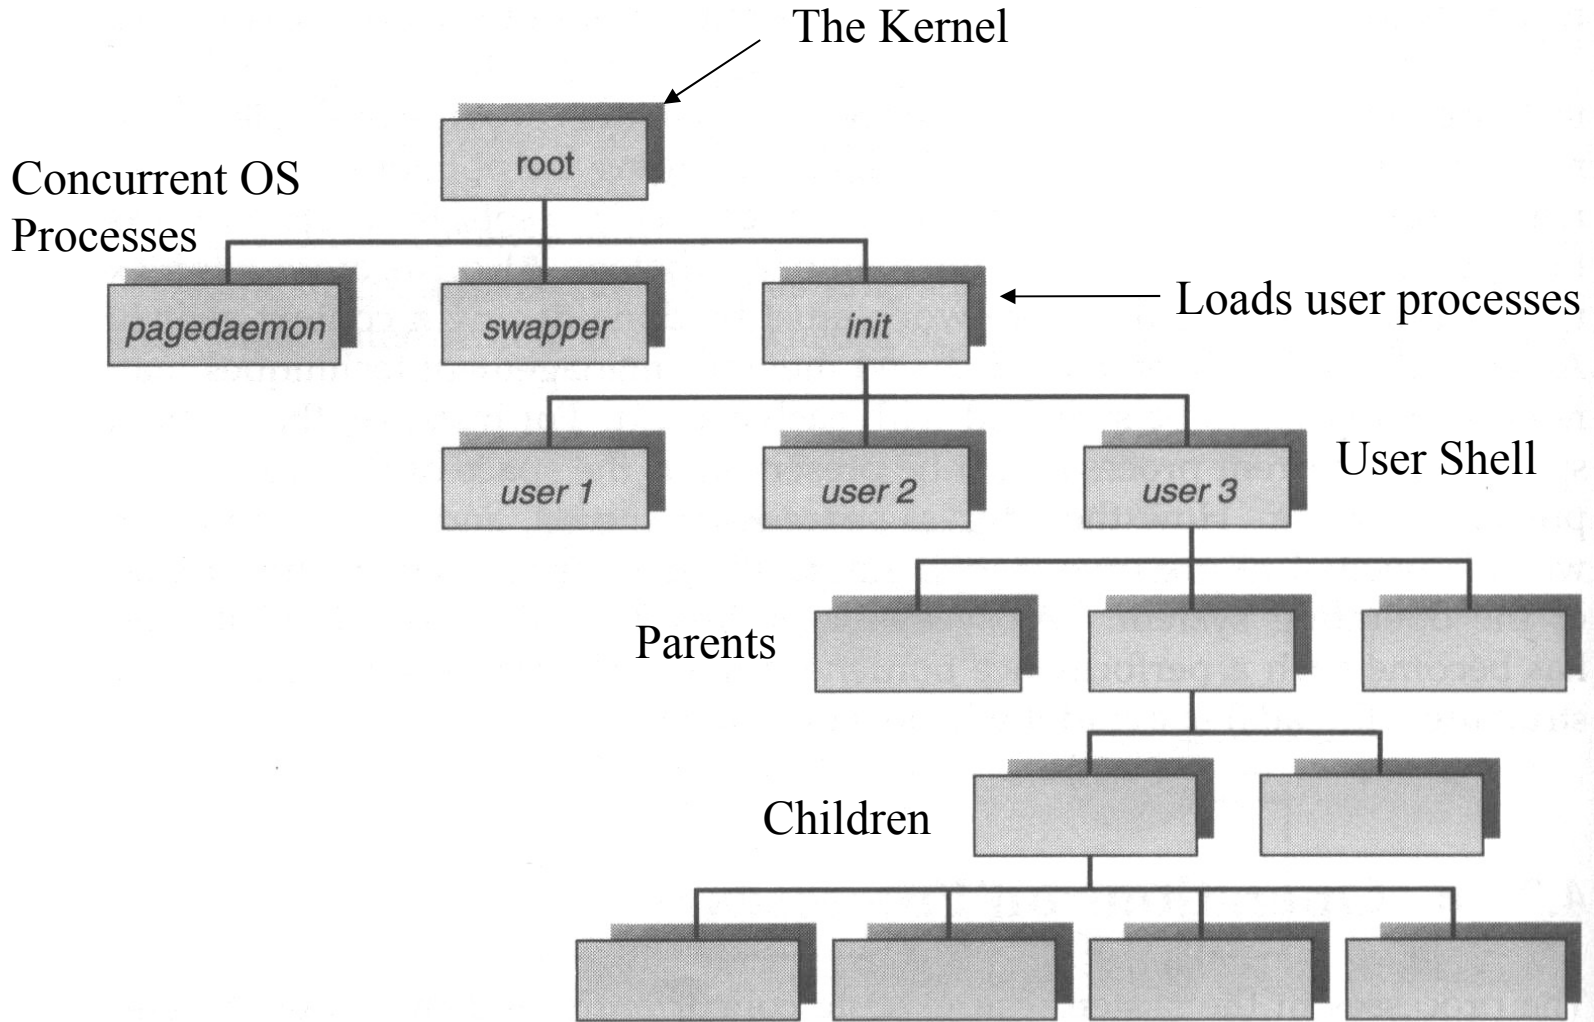 The Kernel
root
Concurrent OS
Processes
pagedaemon
swapper
init
Loads user processes
user 1
user 2
user 3
User Shell
Parents
Children